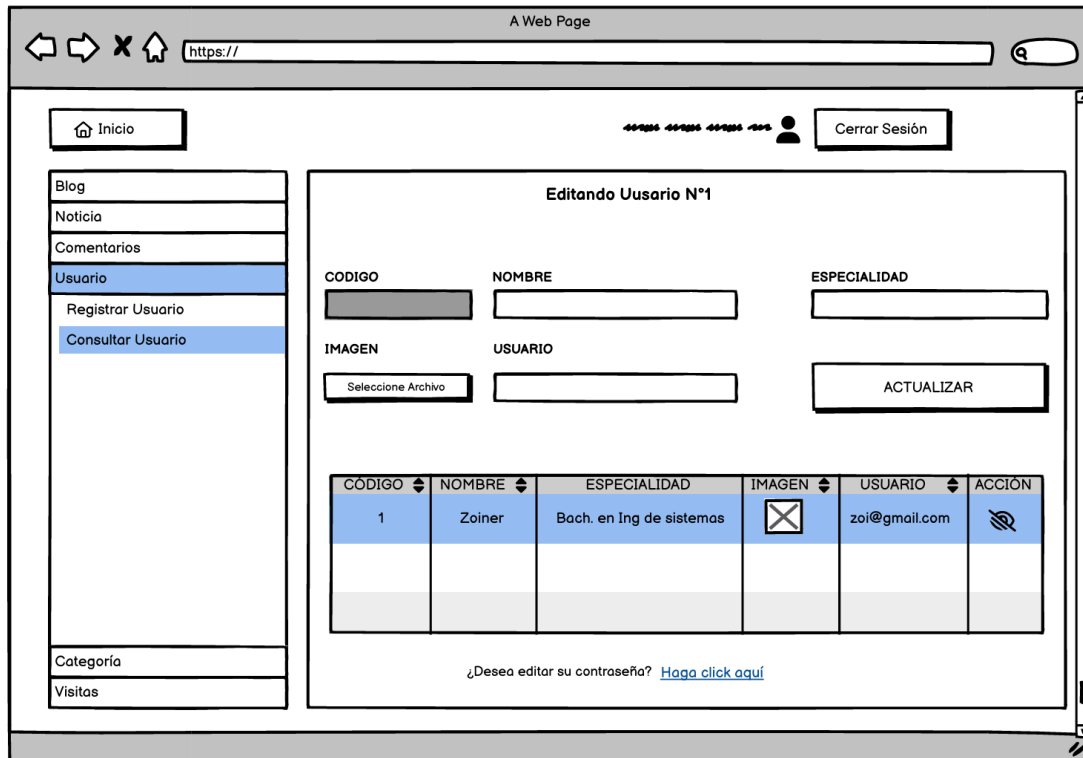 A Web Page
https://
Inicio
Cerrar Sesión
Blog
Noticia
Comentarios
Usuario
Registrar Usuario
Consultar Usuario
Categoría
Visitas
Editando Uusario N°1
CODIGO NOMBRE ESPECIALIDAD
IMAGEN USUARIO
Seleccione Archivo
ACTUALIZAR
CÓDIGO NOMBRE ESPECIALIDAD IMAGEN USUARIO ACCIÓN
1 Zoiner Bach. en Ing de sistemas zoi@gmail.com
¿Desea editar su contraseña? Haga click aquí